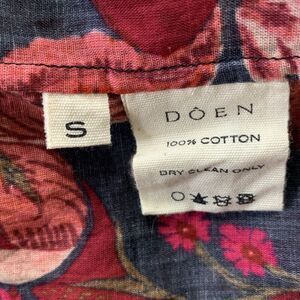 S
DÔEN
100% COTTON
DRY CLEAN ONLY